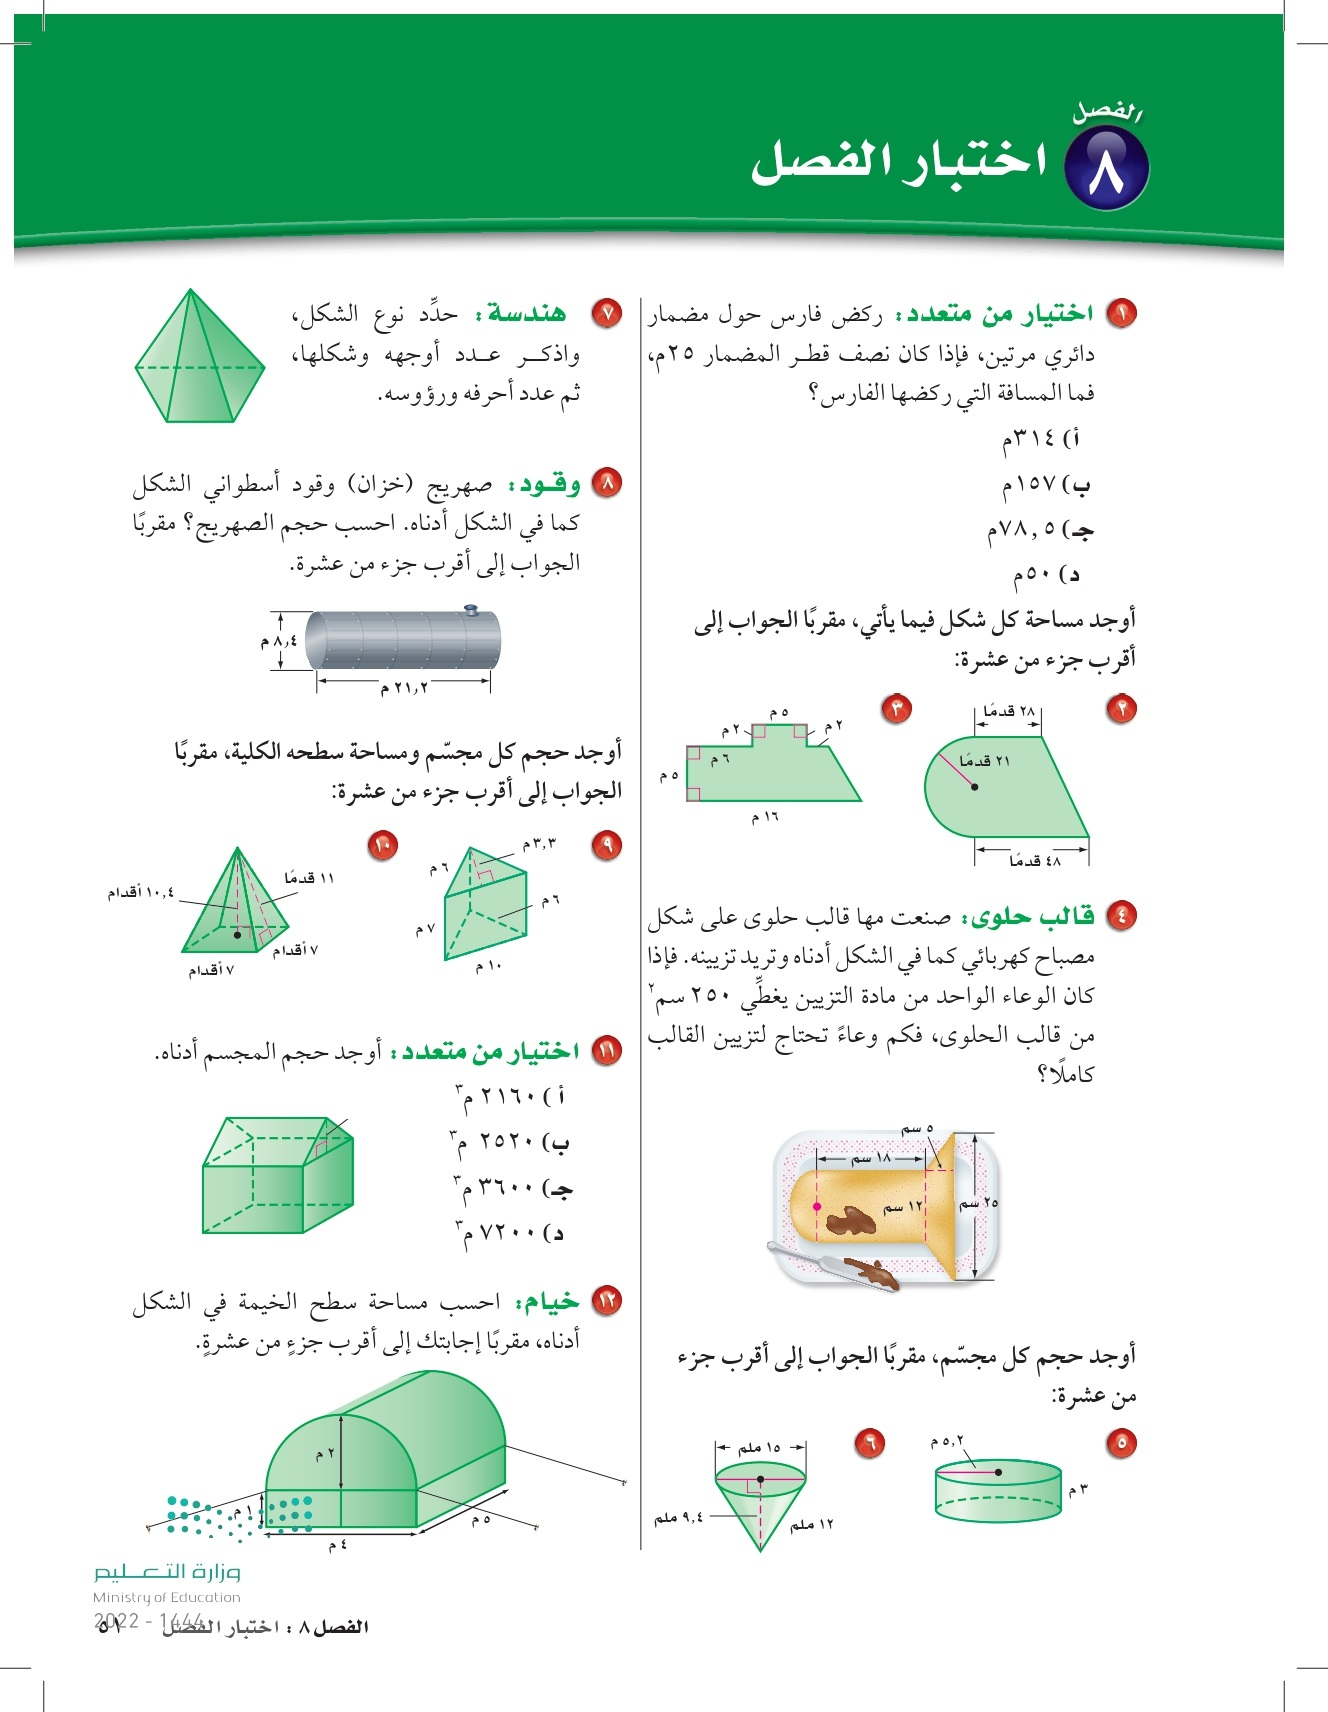 الفصل
٨
اختبار الفصل
١ اختيار من متعدد: ركض فارس حول مضمار
دائري مرتين، فإذا كان نصف قطر المضمار ٢٥م،
فما المسافة التي ركضها الفارس؟
أ) ٣١٤م
ب) ١٥٧م
جـ) ٧٨,٥م
د) ٥٠م
أوجد مساحة كل شكل فيما يأتي، مقربًا الجواب إلى
أقرب جزء من عشرة:
٢
٢٨ قدمًا
٢١ قدمًا
٤٨ قدمًا
٣
٥ م
٢ م
٢ م
٦ م
٥ م
١٦ م
٤ قالب حلوى: صنعت مها قالب حلوى على شكل
مصباح كهربائي كما في الشكل أدناه وتريد تزيينه. فإذا
كان الوعاء الواحد من مادة التزيين يغطِّي ٢٥٠ سم٢
من قالب الحلوى، فكم وعاءً تحتاج لتزيين القالب
كاملًا؟
٥ سم
١٨ سم
١٢ سم
٢٥ سم
أوجد حجم كل مجسّم، مقربًا الجواب إلى أقرب جزء
من عشرة:
٥
٥,٢ م
٣ م
٦
١٥ ملم
٩,٤ ملم
١٢ ملم
٧ هندسة: حدِّد نوع الشكل،
واذكر عدد أوجهه وشكلها،
ثم عدد أحرفه ورؤوسه.
٨ وقود: صهريج (خزان) وقود أسطواني الشكل
كما في الشكل أدناه. احسب حجم الصهريج؟ مقربًا
الجواب إلى أقرب جزء من عشرة.
٨,٤ م
٢١,٢ م
أوجد حجم كل مجسّم ومساحة سطحه الكلية، مقربًا
الجواب إلى أقرب جزء من عشرة:
٩
٣,٣ م
٦ م
٦ م
٧ م
١٠ م
١٠
١١ قدمًا
١٠,٤ أقدام
٧ أقدام
٧ أقدام
١١ اختيار من متعدد: أوجد حجم المجسم أدناه.
أ) ٢١٦٠ م٣
ب) ٢٥٢٠ م٣
جـ) ٣٦٠٠ م٣
د) ٧٢٠٠ م٣
١٢ خيام: احسب مساحة سطح الخيمة في الشكل
أدناه، مقربًا إجابتك إلى أقرب جزءٍ من عشرةٍ.
٢ م
١ م
٥ م
٤ م
وزارة التعليم
Ministry of Education
2022 - 1444
الفصل ٨ : اختبار الفصل ٥١